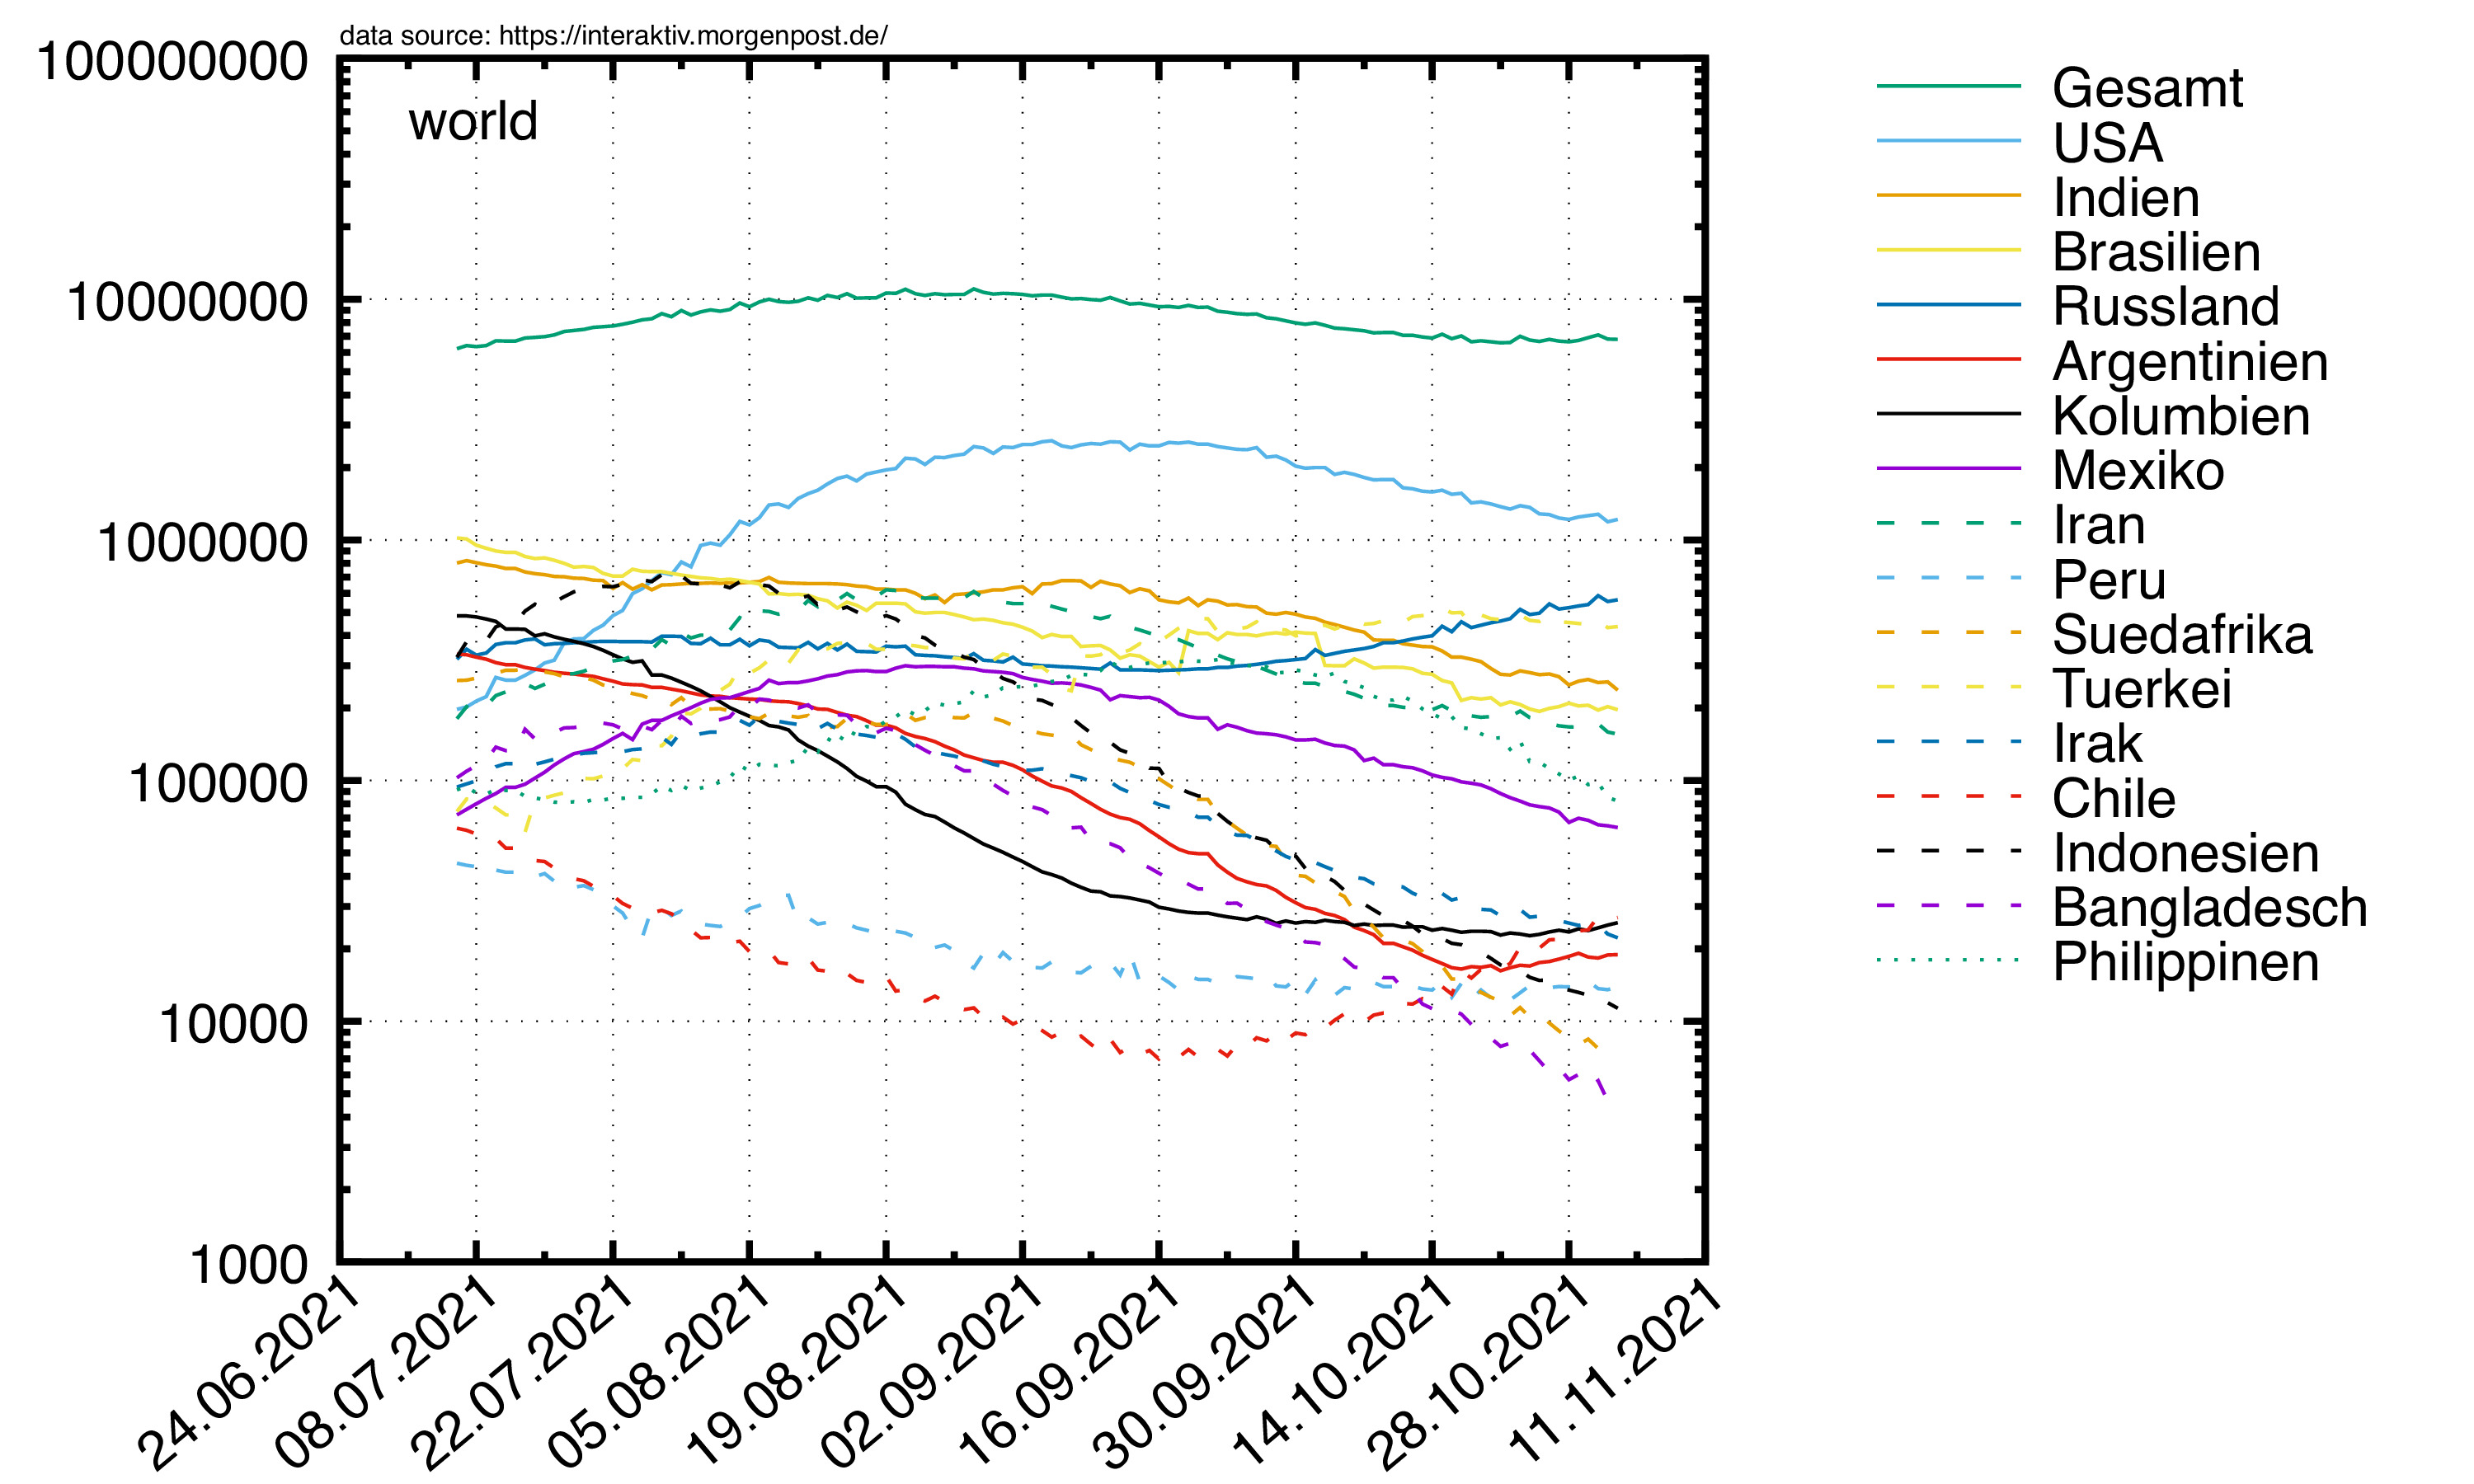 data source: https://interaktiv.morgenpost.de/
100000000
10000000
1000000
100000
10000
1000
world
24.06.2021
08.07.2021
22.07.2021
05.08.2021
19.08.2021
02.09.2021
16.09.2021
30.09.2021
14.10.2021
28.10.2021
11.11.2021
Gesamt
USA
Indien
Brasilien
Russland
Argentinien
Kolumbien
Mexiko
Iran
Peru
Suedafrika
Tuerkei
Irak
Chile
Indonesien
Bangladesch
Philippinen